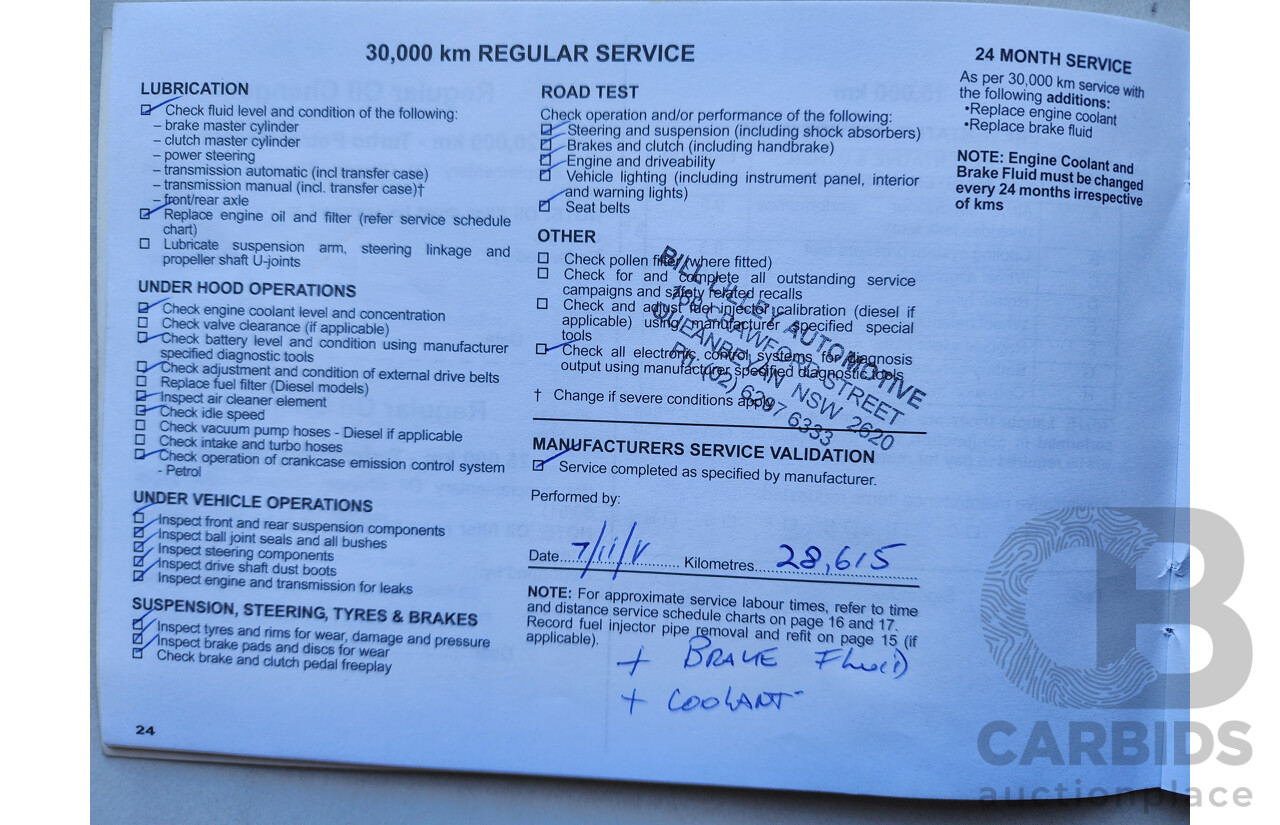 30,000 km REGULAR SERVICE
LUBRICATION
Check fluid level and condition of the following:
– brake master cylinder
– clutch master cylinder
– power steering
– transmission automatic (incl transfer case)
– transmission manual (incl. transfer case)†
– front/rear axle
Replace engine oil and filter (refer service schedule
chart)
Lubricate suspension arm, steering linkage and
propeller shaft U-joints
UNDER HOOD OPERATIONS
Check engine coolant level and concentration
Check valve clearance (if applicable)
Check battery level and condition using manufacturer
specified diagnostic tools
Check adjustment and condition of external drive belts
Replace fuel filter (Diesel models)
Inspect air cleaner element
Check idle speed
Check vacuum pump hoses - Diesel if applicable
Check intake and turbo hoses
Check operation of crankcase emission control system
- Petrol
UNDER VEHICLE OPERATIONS
Inspect front and rear suspension components
Inspect ball joint seals and all bushes
Inspect steering components
Inspect drive shaft dust boots
Inspect engine and transmission for leaks
SUSPENSION, STEERING, TYRES & BRAKES
Inspect tyres and rims for wear, damage and pressure
Inspect brake pads and discs for wear
Check brake and clutch pedal freeplay
24
ROAD TEST
Check operation and/or performance of the following:
Steering and suspension (including shock absorbers)
Brakes and clutch (including handbrake)
Engine and driveability
Vehicle lighting (including instrument panel, interior
and warning lights)
Seat belts
OTHER
Check pollen filter (where fitted)
Check for and complete all outstanding service
campaigns and safety related recalls
Check and adjust fuel injector calibration (diesel if
applicable) using manufacturer specified special
tools
Check all electronic control systems for diagnosis
output using manufacturer specified diagnostic tools
† Change if severe conditions apply
BILL LILLEY AUTOMOTIVE
CRAWFORD STREET
QUEANBEYAN NSW 2620
PH: (02) 6297 6333
MANUFACTURERS SERVICE VALIDATION
Service completed as specified by manufacturer.
Performed by:
Date 7/11/ Kilometres 28,615
NOTE: For approximate service labour times, refer to time
and distance service schedule charts on page 16 and 17.
Record fuel injector pipe removal and refit on page 15 (if
applicable).
+ BRAKE FLUID
+ COOLANT
24 MONTH SERVICE
As per 30,000 km service with
the following additions:
•Replace engine coolant
•Replace brake fluid
NOTE: Engine Coolant and
Brake Fluid must be changed
every 24 months irrespective
of kms
CARBIDS
auctionplace